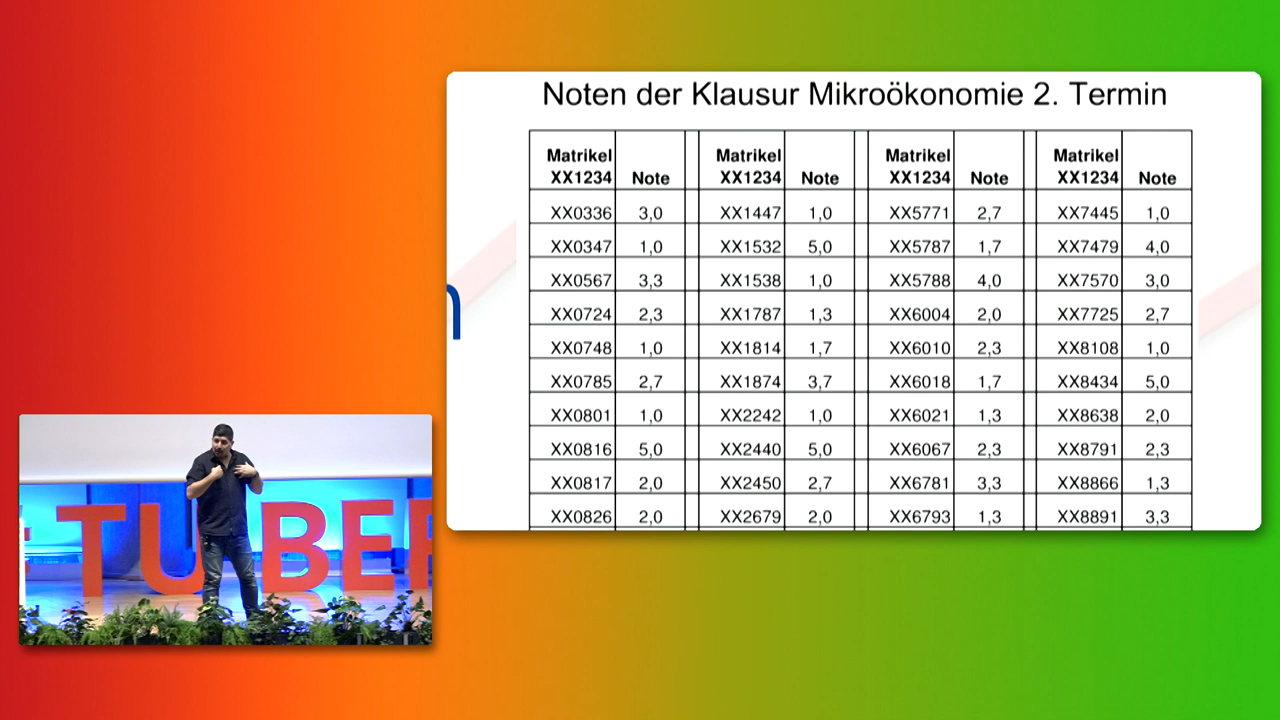 Noten der Klausur Mikroökonomie 2. Termin
Matrikel XX1234 Note Matrikel XX1234 Note Matrikel XX1234 Note Matrikel XX1234 Note
XX0336 3,0 XX1447 1,0 XX5771 2,7 XX7445 1,0
XX0347 1,0 XX1532 5,0 XX5787 1,7 XX7479 4,0
XX0567 3,3 XX1538 1,0 XX5788 4,0 XX7570 3,0
XX0724 2,3 XX1787 1,3 XX6004 2,0 XX7725 2,7
XX0748 1,0 XX1814 1,7 XX6010 2,3 XX8108 1,0
XX0785 2,7 XX1874 3,7 XX6018 1,7 XX8434 5,0
XX0801 1,0 XX2242 1,0 XX6021 1,3 XX8638 2,0
XX0816 5,0 XX2440 5,0 XX6067 2,3 XX8791 2,3
XX0817 2,0 XX2450 2,7 XX6781 3,3 XX8866 1,3
XX0826 2,0 XX2679 2,0 XX6793 1,3 XX8891 3,3
TU BER